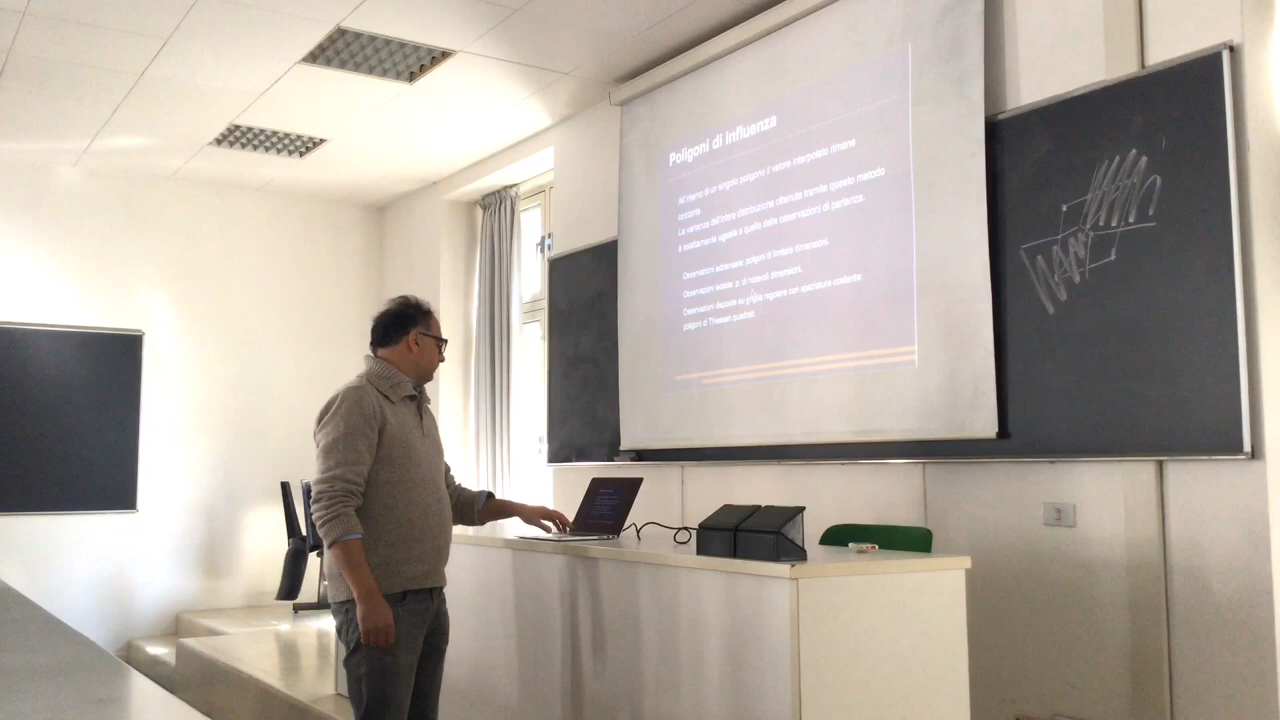 Poligoni di influenza
All'interno di un singolo poligono il valore interpolato rimane
costante
La varianza dell'intera distribuzione ottenuta tramite questo metodo
è esattamente uguale a quella delle osservazioni di partenza.
Osservazioni addensate: poligoni di limitate dimensioni.
Osservazioni isolate: p. di notevoli dimensioni.
Osservazioni disposte su griglia regolare con spaziatura costante:
poligoni di Thiessen quadrati.